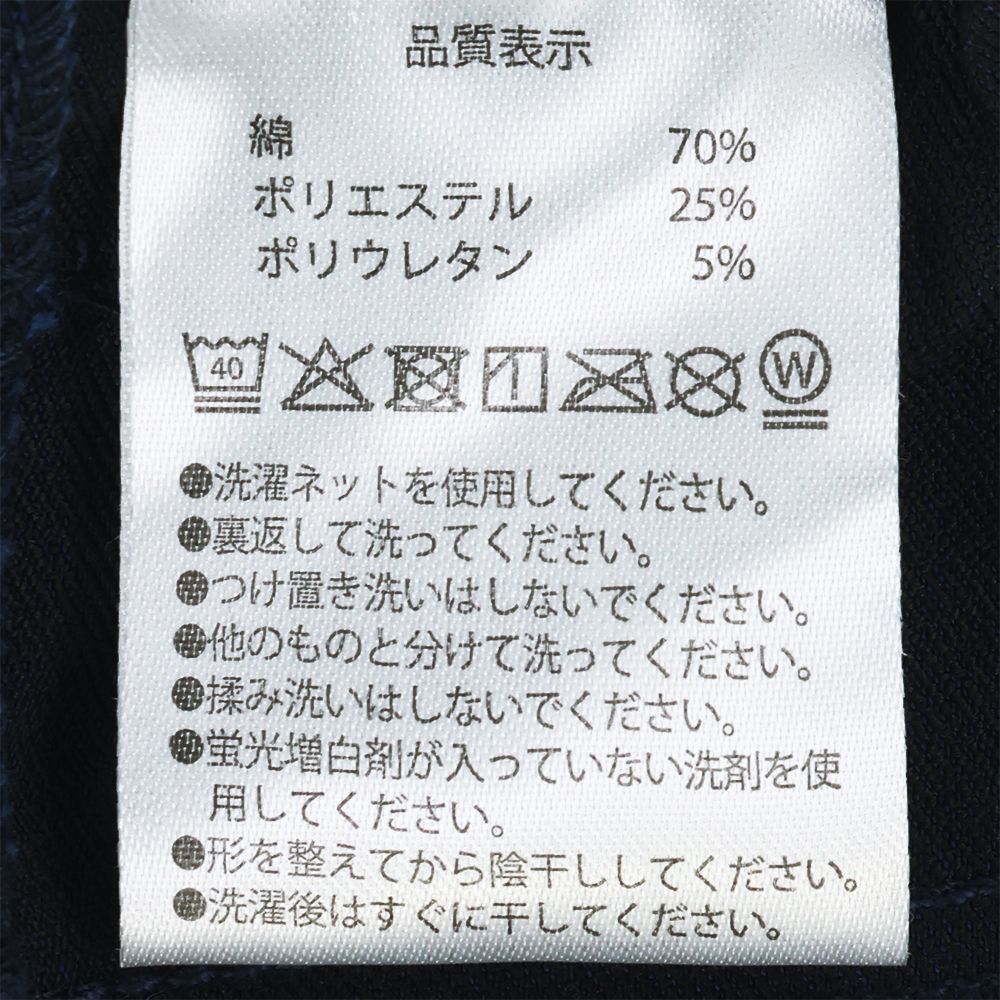 品質表示
綿 70%
ポリエステル 25%
ポリウレタン 5%
40 W
●洗濯ネットを使用してください。
●裏返して洗ってください。
●つけ置き洗いはしないでください。
●他のものと分けて洗ってください。
●揉み洗いはしないでください。
●蛍光増白剤が入っていない洗剤を使
用してください。
●形を整えてから陰干ししてください。
●洗濯後はすぐに干してください。